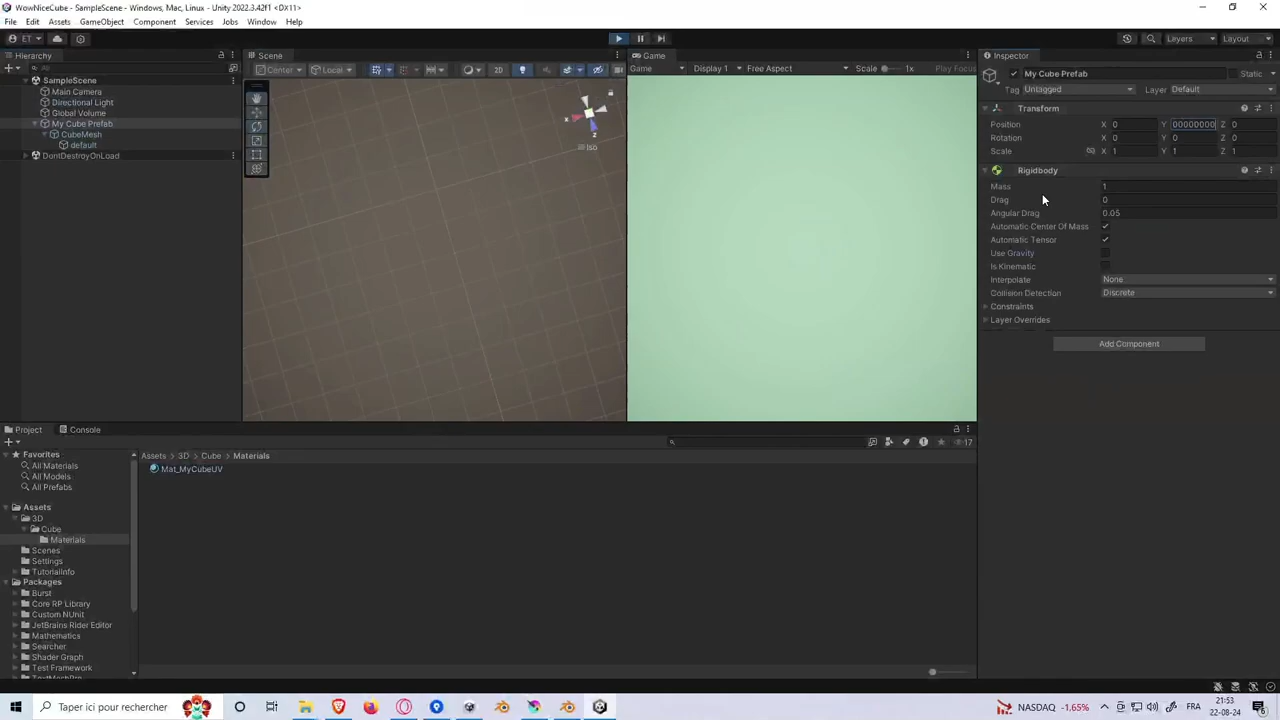 WowNiceCube - SampleScene - Windows, Mac, Linux - Unity 2022.3.42f1 <DX11>
File Edit Assets GameObject Component Services Jobs Window Help
ET Layers Layout
Hierarchy
All
SampleScene
Main Camera
Directional Light
Global Volume
My Cube Prefab
CubeMesh
default
DontDestroyOnLoad
Scene
Center Local 2D
x
z
Iso
Game
Game Display 1 Free Aspect Scale 1x Play Focused
Inspector
My Cube Prefab Static
Tag Untagged Layer Default
Transform
Position X 0 Y 00000000 Z 0
Rotation X 0 Y 0 Z 0
Scale X 1 Y 1 Z 1
Rigidbody
Mass 1
Drag 0
Angular Drag 0.05
Automatic Center Of Mass
Automatic Tensor
Use Gravity
Is Kinematic
Interpolate None
Collision Detection Discrete
Constraints
Layer Overrides
Add Component
Project Console
17
Favorites
All Materials
All Models
All Prefabs
Assets
3D
Cube
Materials
Scenes
Settings
TutorialInfo
Packages
Burst
Core RP Library
Custom NUnit
JetBrains Rider Editor
Mathematics
Searcher
Shader Graph
Test Framework
TextMeshPro
Assets > 3D > Cube > Materials
Mat_MyCubeUV
Taper ici pour rechercher
NASDAQ -1.65%
FRA
21:53
22-08-24